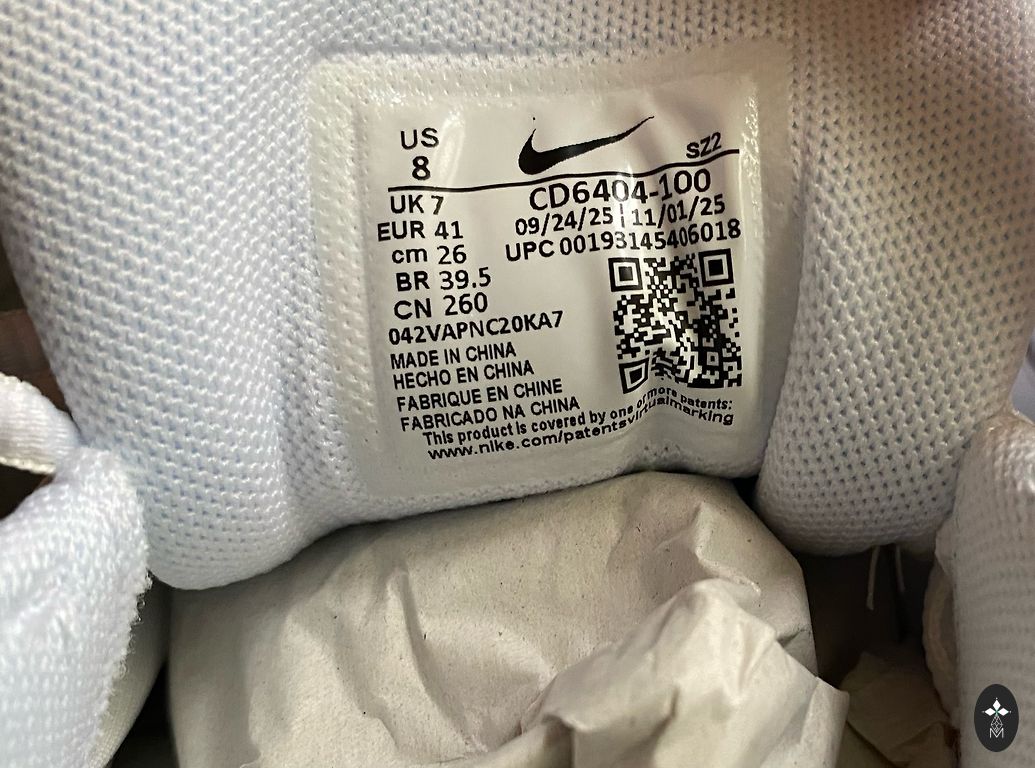 US
8
SZ2
UK 7
EUR 41
cm 26
BR 39.5
CN 260
CD6404-100
09/24/25 | 11/01/25
UPC 00193145406018
042VAPNC20KA7
MADE IN CHINA
HECHO EN CHINA
FABRIQUE EN CHINE
FABRICADO NA CHINA
This product is covered by one or more patents:
www.nike.com/patentsvirtualmarking
M